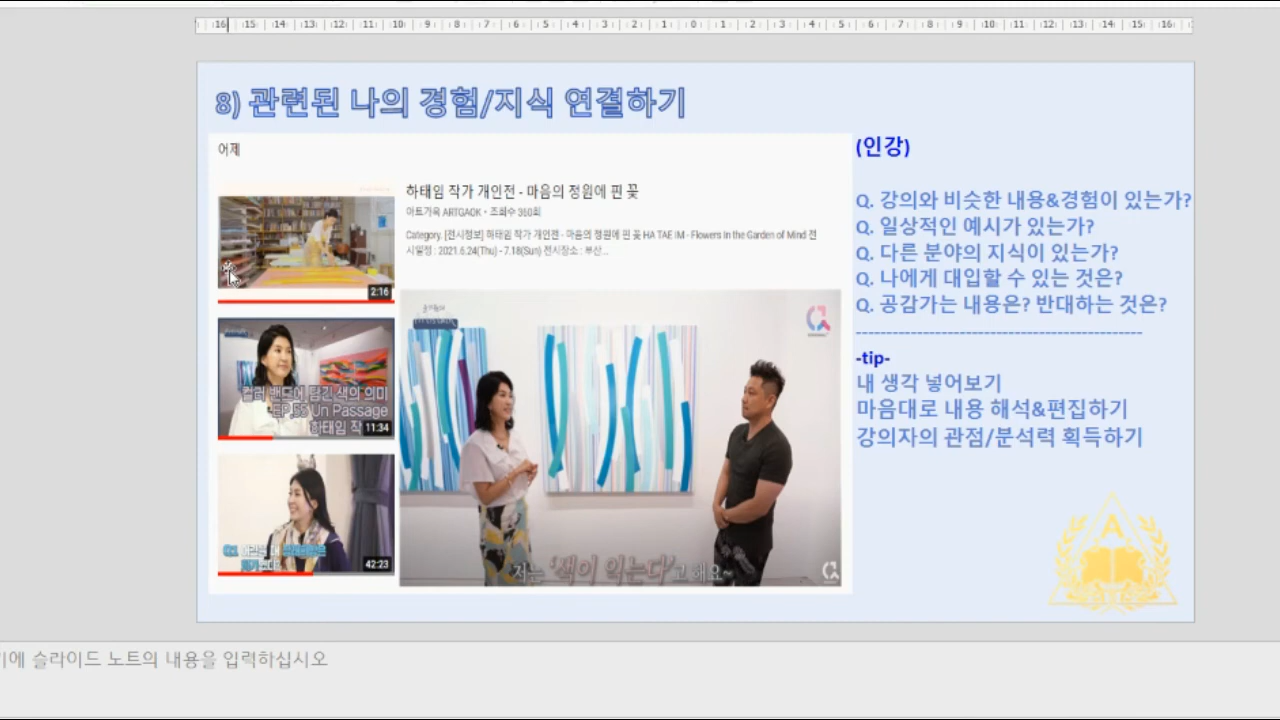 8) 관련된 나의 경험/지식 연결하기
어제
하태임 작가 개인전 - 마음의 정원에 핀 꽃
아트가옥 ARTGAOK • 조회수 360회
Category. [전시정보] 하태임 작가 개인전 - 마음의 정원에 핀 꽃 HA TAE IM - Flowers in the Garden of Mind 전
시일정 : 2021.6.24(Thu) - 7.18(Sun) 전시장소 : 부산...
2:16
컬러 밴드에 담긴 색의 의미
EP.55 Un Passage
하태임 작
11:34
42:23
저는 '색이 익는다'고 해요~
(인강)
Q. 강의와 비슷한 내용&경험이 있는가?
Q. 일상적인 예시가 있는가?
Q. 다른 분야의 지식이 있는가?
Q. 나에게 대입할 수 있는 것은?
Q. 공감가는 내용은? 반대하는 것은?
-----------------------------------------------
-tip-
내 생각 넣어보기
마음대로 내용 해석&편집하기
강의자의 관점/분석력 획득하기
A
기에 슬라이드 노트의 내용을 입력하십시오